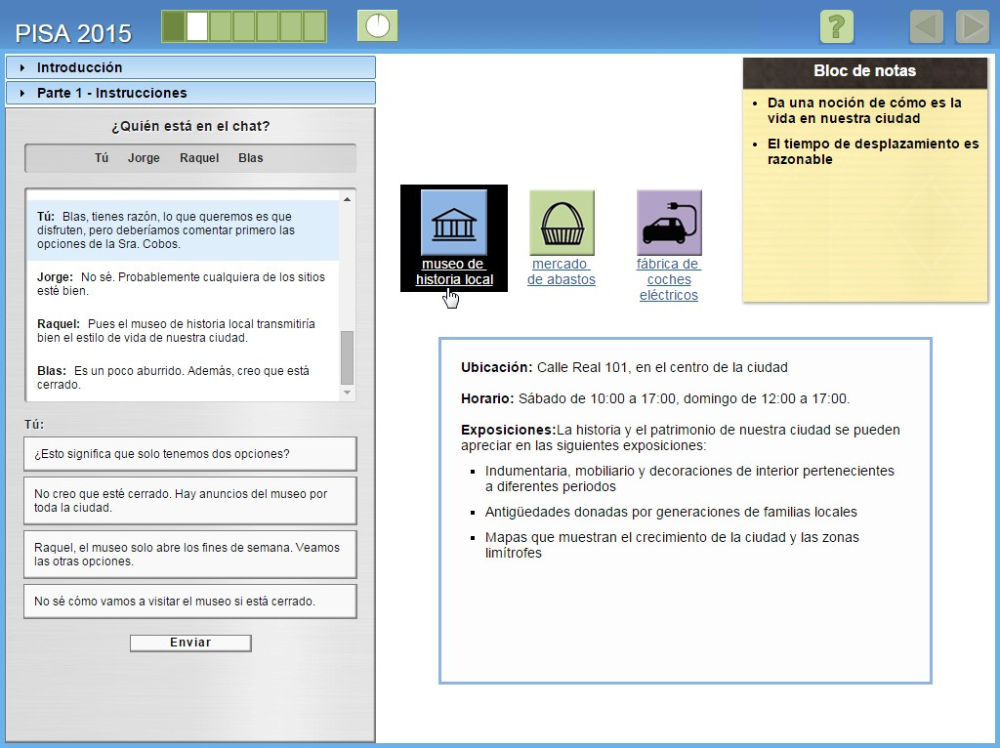 PISA 2015
?
Introducción
Parte 1 - Instrucciones
¿Quién está en el chat?
Tú Jorge Raquel Blas
Tú: Blas, tienes razón, lo que queremos es que
disfruten, pero deberíamos comentar primero las
opciones de la Sra. Cobos.
Jorge: No sé. Probablemente cualquiera de los sitios
esté bien.
Raquel: Pues el museo de historia local transmitiría
bien el estilo de vida de nuestra ciudad.
Blas: Es un poco aburrido. Además, creo que está
cerrado.
Tú:
¿Esto significa que solo tenemos dos opciones?
No creo que esté cerrado. Hay anuncios del museo por
toda la ciudad.
Raquel, el museo solo abre los fines de semana. Veamos
las otras opciones.
No sé cómo vamos a visitar el museo si está cerrado.
Enviar
museo de
historia local
mercado
de abastos
fábrica de
coches
eléctricos
Bloc de notas
• Da una noción de cómo es la
vida en nuestra ciudad
• El tiempo de desplazamiento es
razonable
Ubicación: Calle Real 101, en el centro de la ciudad
Horario: Sábado de 10:00 a 17:00, domingo de 12:00 a 17:00.
Exposiciones:La historia y el patrimonio de nuestra ciudad se pueden
apreciar en las siguientes exposiciones:
▪ Indumentaria, mobiliario y decoraciones de interior pertenecientes
a diferentes periodos
▪ Antigüedades donadas por generaciones de familias locales
▪ Mapas que muestran el crecimiento de la ciudad y las zonas
limítrofes